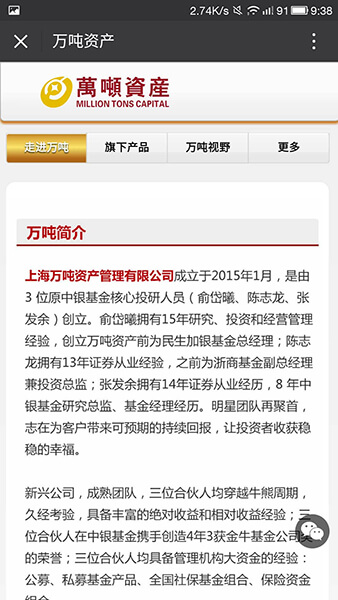 2.74K/s 91 9:38
万吨资产
萬噸資産
MILLION TONS CAPITAL
走进万吨 旗下产品 万吨视野 更多
万吨简介
上海万吨资产管理有限公司成立于2015年1月，是由
3 位原中银基金核心投研人员（俞岱曦、陈志龙、张
发余）创立。俞岱曦拥有15年研究、投资和经营管理
经验，创立万吨资产前为民生加银基金总经理；陈志
龙拥有13年证券从业经验，之前为浙商基金副总经理
兼投资总监；张发余拥有14年证券从业经历，8 年中
银基金研究总监、基金经理经历。明星团队再聚首，
志在为客户带来可预期的持续回报，让投资者收获稳
稳的幸福。
新兴公司，成熟团队，三位合伙人均穿越牛熊周期，
久经考验，具备丰富的绝对收益和相对收益经验；三
位合伙人在中银基金携手创造4年3获金牛基金公司奖
的荣誉；三位合伙人均具备管理机构大资金的经验：
公募、私募基金产品、全国社保基金组合、保险资金